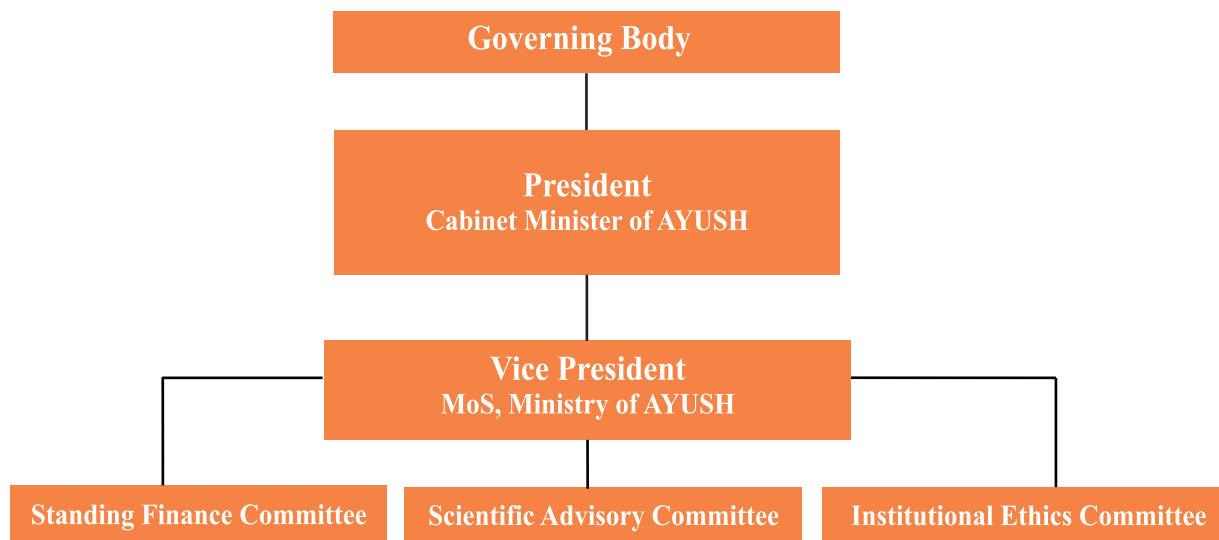 Governing Body
President
Cabinet Minister of AYUSH
Vice President
MoS, Ministry of AYUSH
Standing Finance Committee
Scientific Advisory Committee
Institutional Ethics Committee